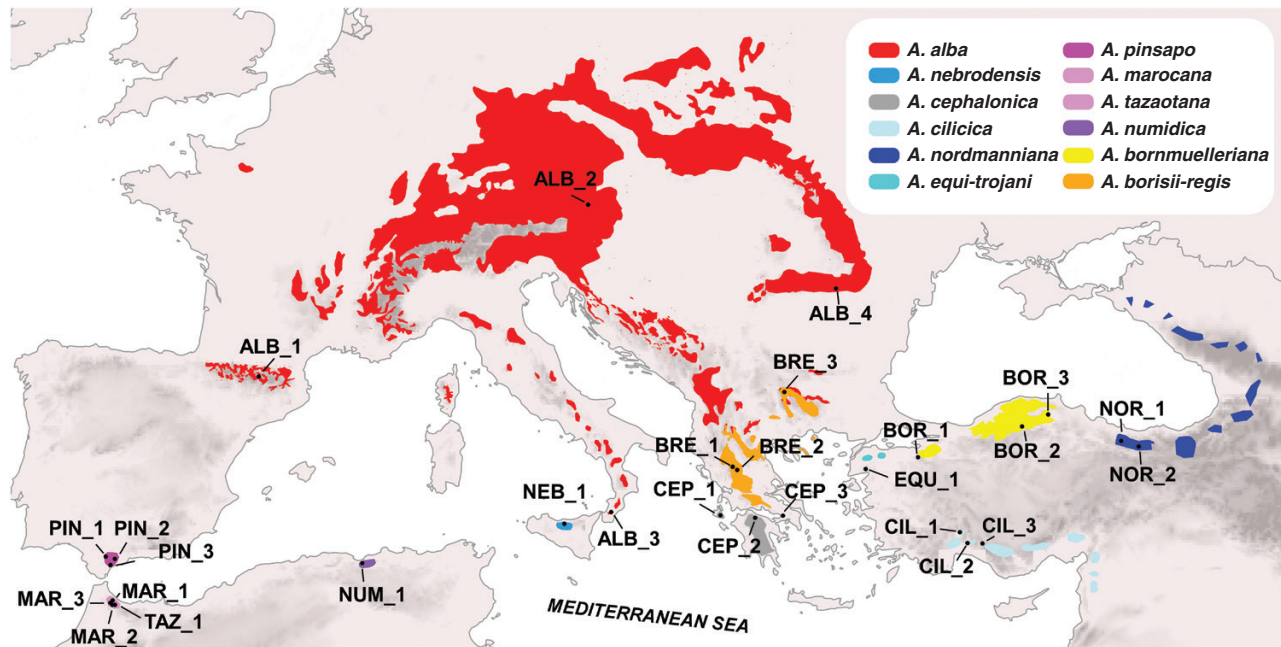 A. alba
A. nebrodensis
A. cephalonica
A. cilicica
A. nordmanniana
A. equi-trojani
A. pinsapo
A. marocana
A. tazaotana
A. numidica
A. bornmuelleriana
A. borisii-regis
ALB_2
ALB_4
ALB_1
BRE_3
BOR_3
NOR_1
BOR_1
BRE_1
BRE_2
BOR_2
NOR_2
EQU_1
CEP_1
CEP_3
NEB_1
ALB_3
CEP_2
CIL_1
CIL_3
CIL_2
PIN_1
PIN_2
PIN_3
NUM_1
MAR_3
MAR_1
TAZ_1
MAR_2
MEDITERRANEAN SEA